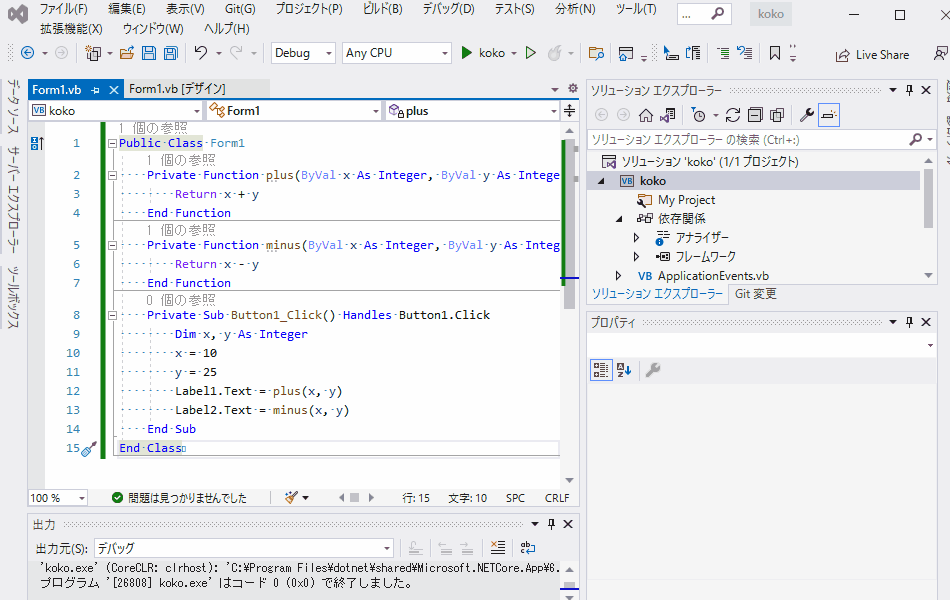 ファイル(F) 編集(E) 表示(V) Git(G) プロジェクト(P) ビルド(B) デバッグ(D) テスト(S) 分析(N) ツール(T) ... koko
拡張機能(X) ウィンドウ(W) ヘルプ(H)
Debug Any CPU koko Live Share
データ ソース
サーバー エクスプローラー
ツールボックス
Form1.vb Form1.vb [デザイン]
VB koko Form1 plus
1 個の参照
1 Public Class Form1
1 個の参照
2 Private Function plus(ByVal x As Integer, ByVal y As Intege
3 Return x + y
4 End Function
1 個の参照
5 Private Function minus(ByVal x As Integer, ByVal y As Integ
6 Return x - y
7 End Function
0 個の参照
8 Private Sub Button1_Click() Handles Button1.Click
9 Dim x, y As Integer
10 x = 10
11 y = 25
12 Label1.Text = plus(x, y)
13 Label2.Text = minus(x, y)
14 End Sub
15 End Class
100 % 問題は見つかりませんでした 行: 15 文字: 10 SPC CRLF
出力
出力元(S): デバッグ
'koko.exe' (CoreCLR: clrhost): 'C:¥Program Files¥dotnet¥shared¥Microsoft.NETCore.App¥6.
プログラム '[26808] koko.exe' はコード 0 (0x0) で終了しました。
ソリューション エクスプローラー
ソリューション エクスプローラー の検索 (Ctrl+;)
ソリューション 'koko' (1/1 プロジェクト)
VB koko
My Project
依存関係
アナライザー
フレームワーク
VB ApplicationEvents.vb
ソリューション エクスプローラー Git 変更
プロパティ